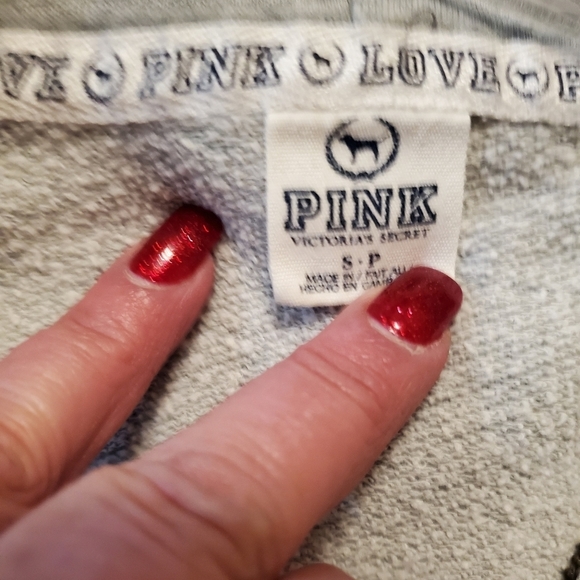 PINK LOVE
PINK
VICTORIA'S SECRET
S · P
MADE IN / FAIT AU
HECHO EN